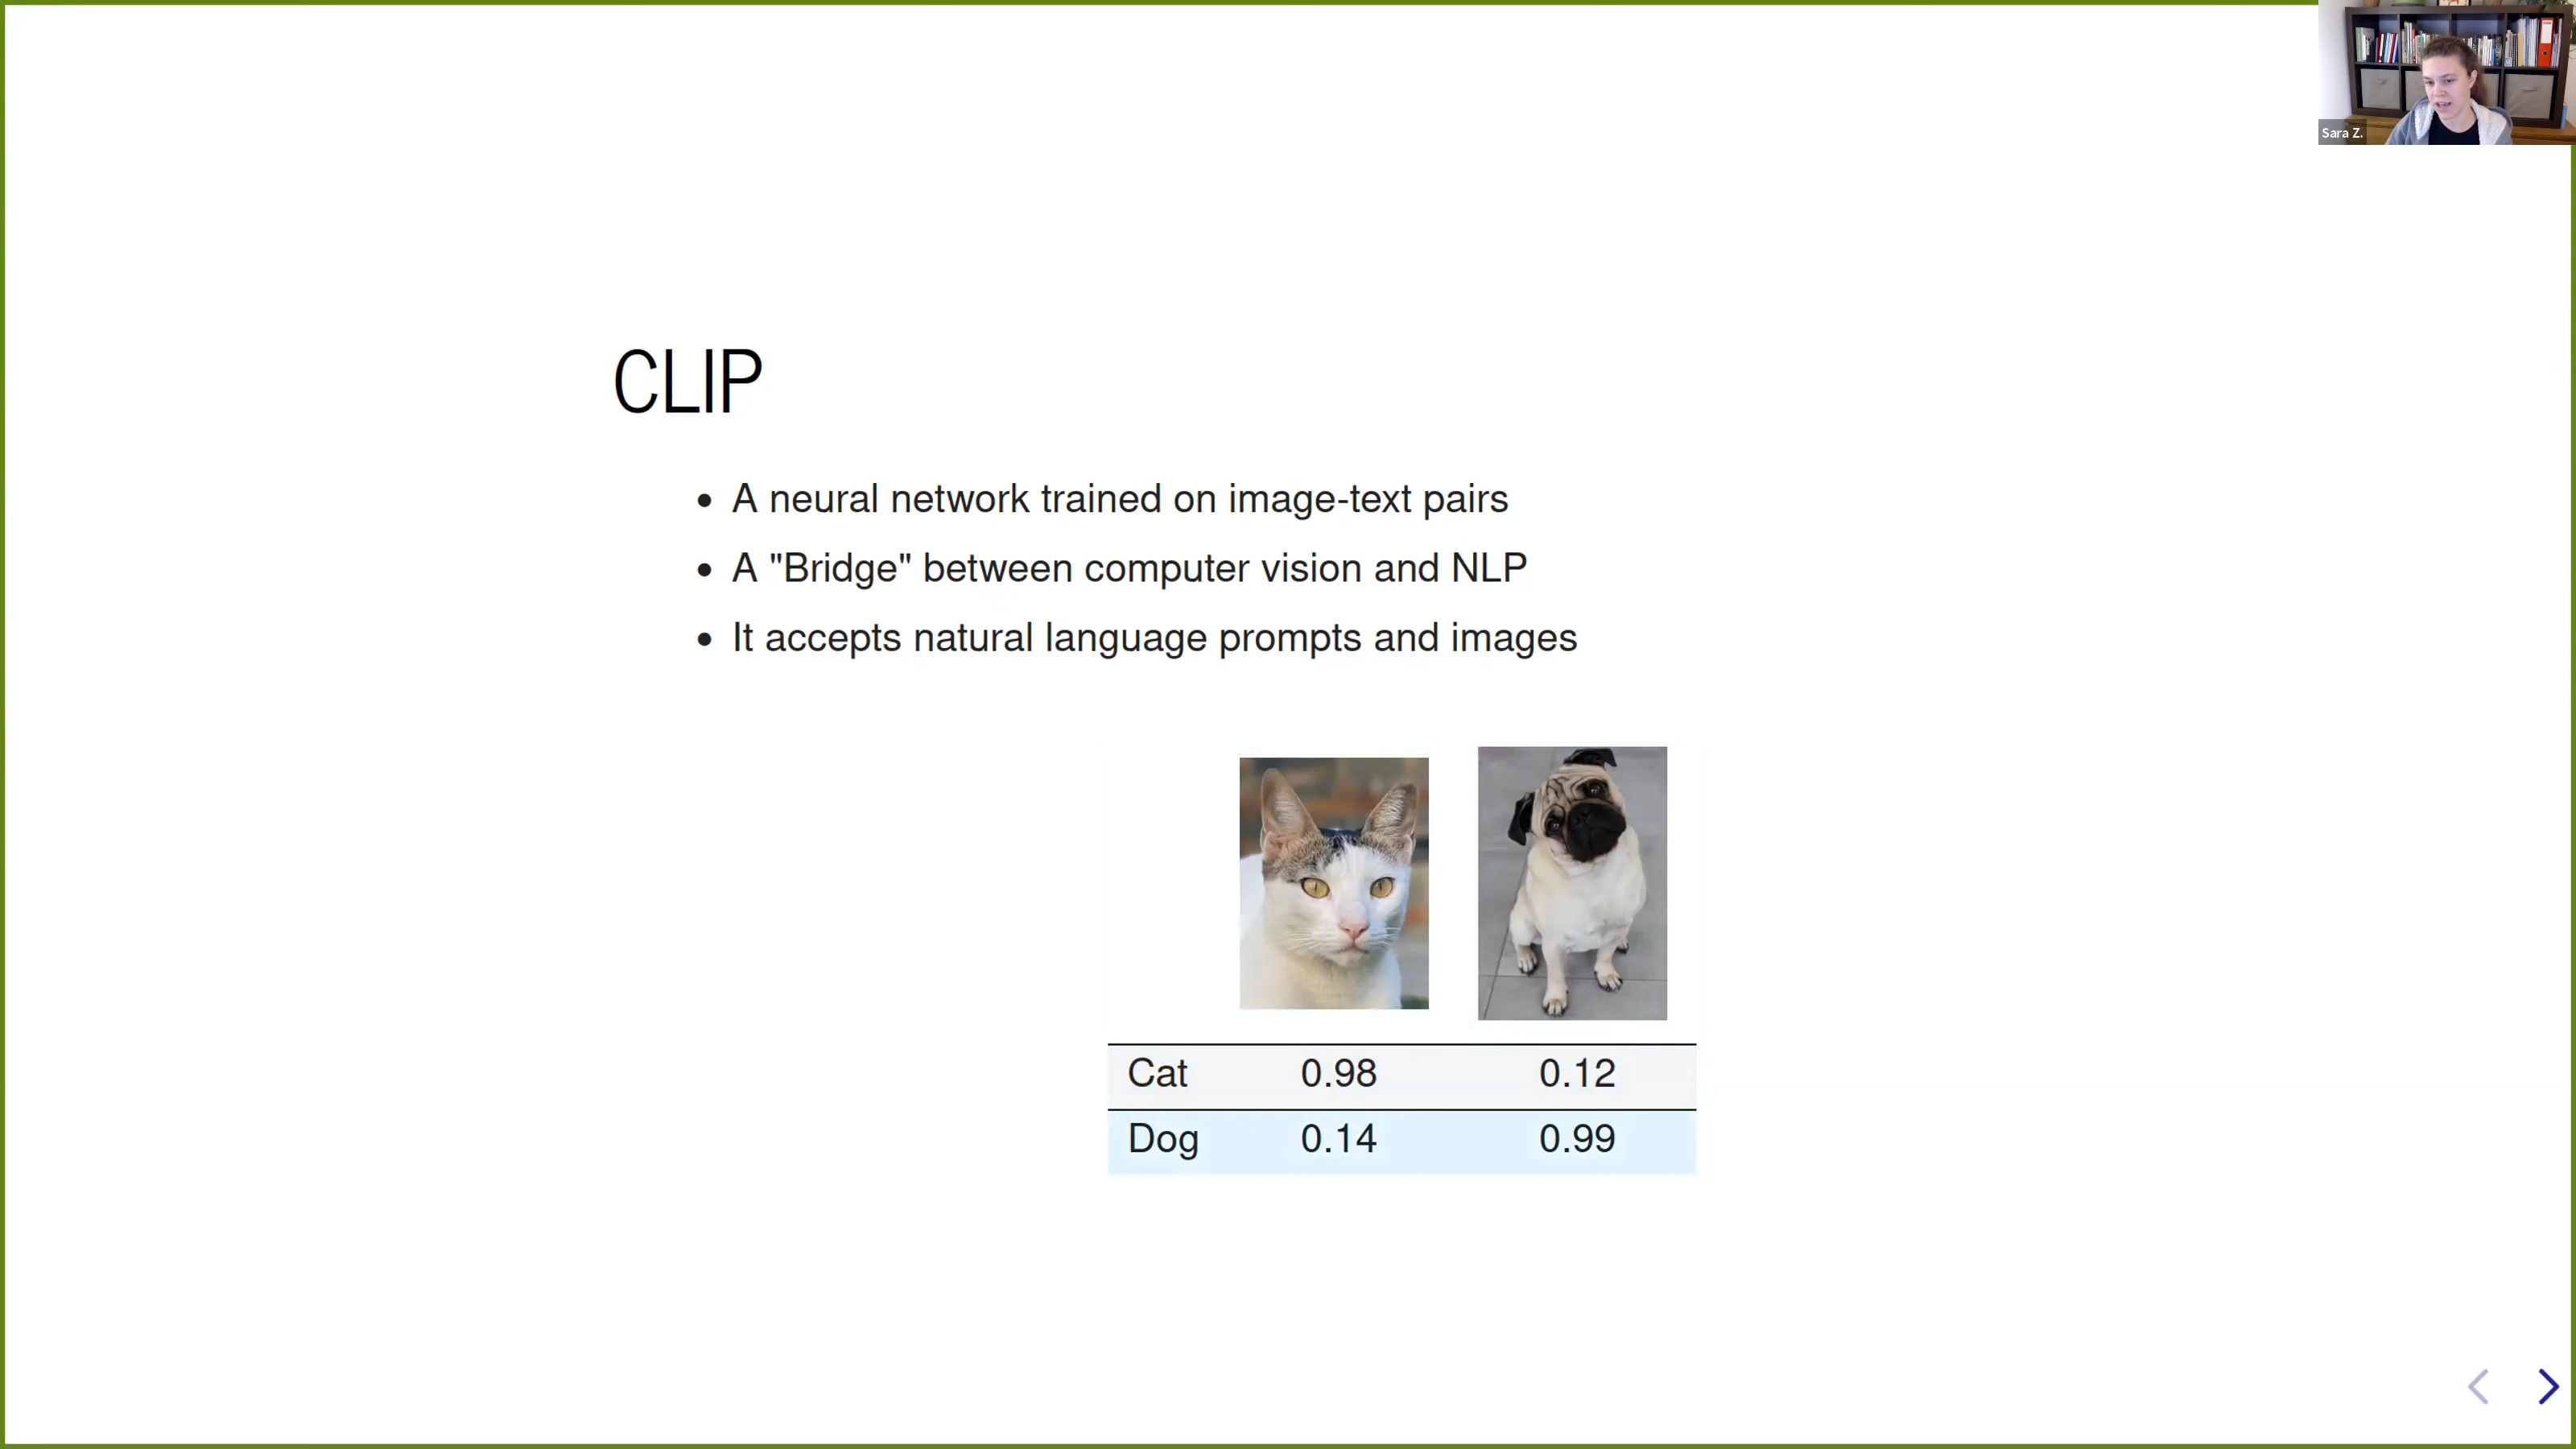 Sara Z.
CLIP
• A neural network trained on image-text pairs
• A "Bridge" between computer vision and NLP
• It accepts natural language prompts and images
Cat 0.98 0.12
Dog 0.14 0.99